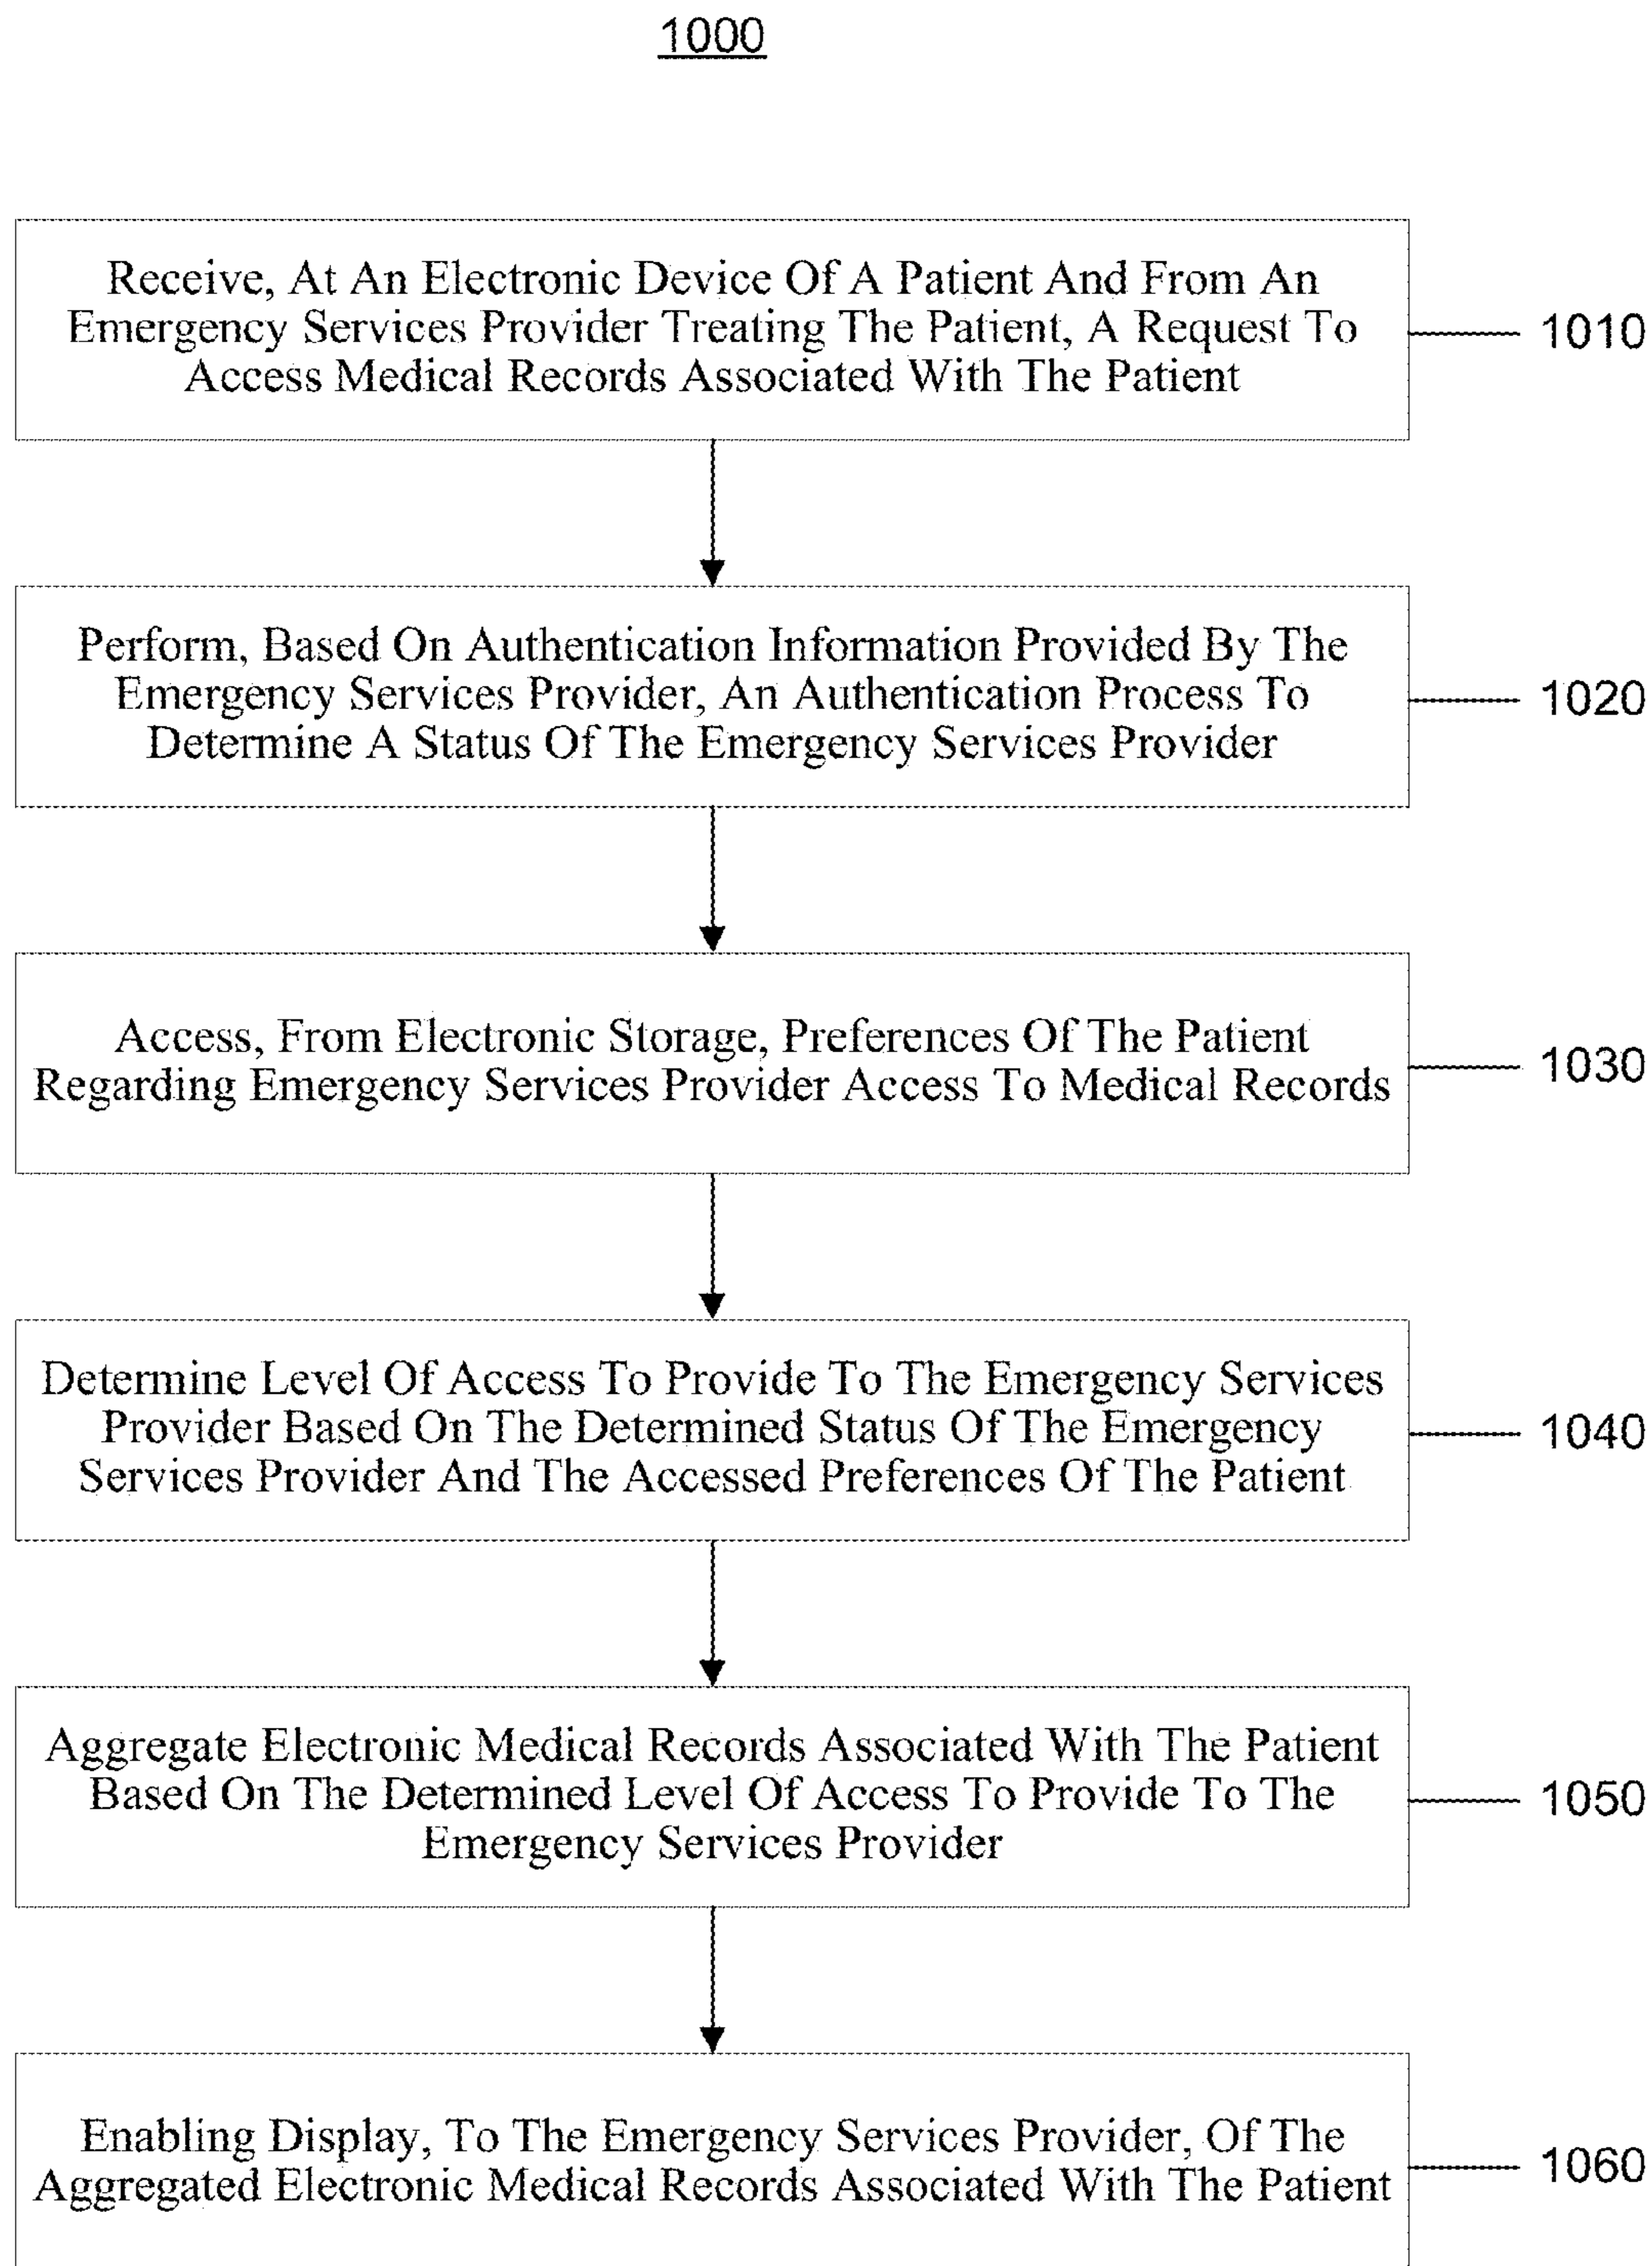 1000
Receive, At An Electronic Device Of A Patient And From An
Emergency Services Provider Treating The Patient, A Request To
Access Medical Records Associated With The Patient
1010
Perform, Based On Authentication Information Provided By The
Emergency Services Provider, An Authentication Process To
Determine A Status Of The Emergency Services Provider
1020
Access, From Electronic Storage, Preferences Of The Patient
Regarding Emergency Services Provider Access To Medical Records
1030
Determine Level Of Access To Provide To The Emergency Services
Provider Based On The Determined Status Of The Emergency
Services Provider And The Accessed Preferences Of The Patient
1040
Aggregate Electronic Medical Records Associated With The Patient
Based On The Determined Level Of Access To Provide To The
Emergency Services Provider
1050
Enabling Display, To The Emergency Services Provider, Of The
Aggregated Electronic Medical Records Associated With The Patient
1060